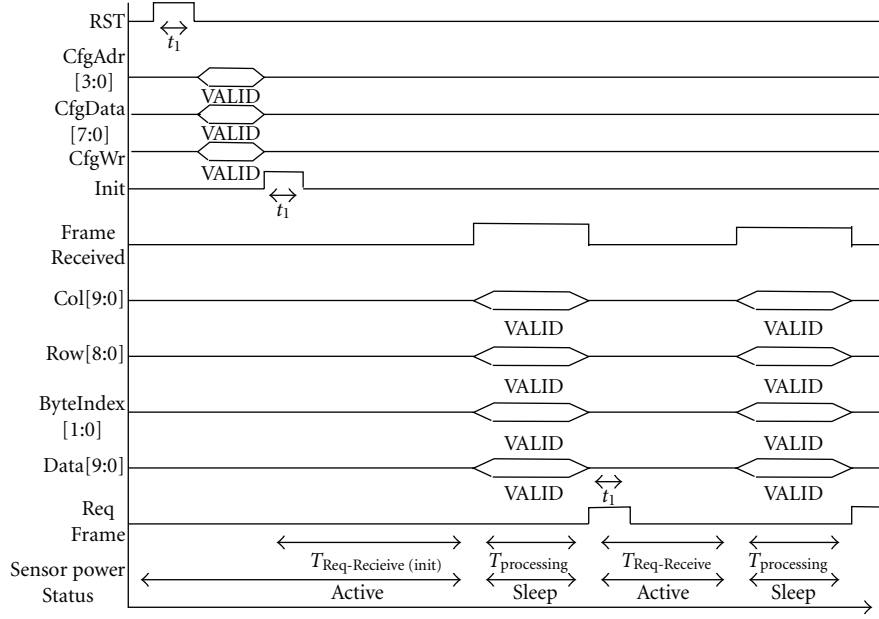 RST
t1
CfgAdr
[3:0]
VALID
CfgData
[7:0]
VALID
CfgWr
VALID
Init
t1
Frame
Received
Col[9:0]
VALID VALID
Row[8:0]
VALID VALID
ByteIndex
[1:0]
VALID VALID
Data[9:0]
VALID VALID
t1
Req
Frame
TReq-Recieive (init) Tprocessing TReq-Receive Tprocessing
Sensor power
Status
Active Sleep Active Sleep